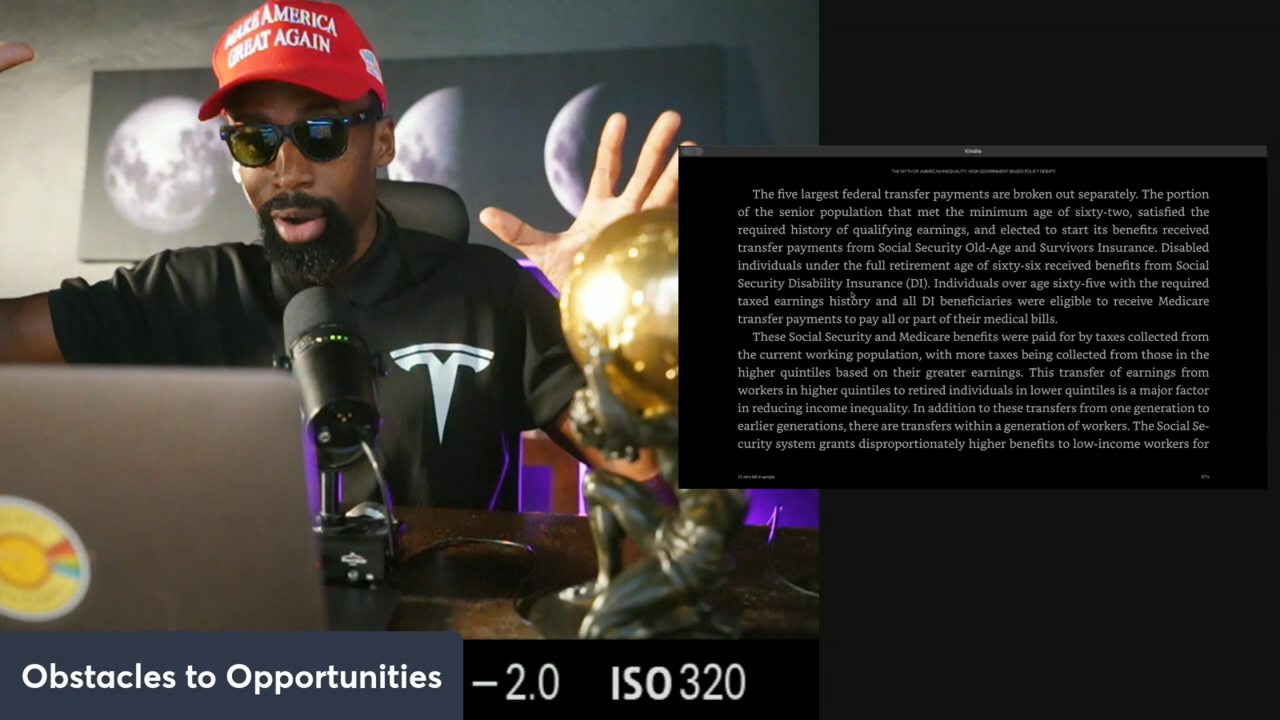 MAKE AMERICA
GREAT AGAIN
Kindle
THE MYTH OF AMERICAN INEQUALITY: HOW GOVERNMENT BIASES POLICY DEBATE
The five largest federal transfer payments are broken out separately. The portion
of the senior population that met the minimum age of sixty-two, satisfied the
required history of qualifying earnings, and elected to start its benefits received
transfer payments from Social Security Old-Age and Survivors Insurance. Disabled
individuals under the full retirement age of sixty-six received benefits from Social
Security Disability Insurance (DI). Individuals over age sixty-five with the required
taxed earnings history and all DI beneficiaries were eligible to receive Medicare
transfer payments to pay all or part of their medical bills.
These Social Security and Medicare benefits were paid for by taxes collected from
the current working population, with more taxes being collected from those in the
higher quintiles based on their greater earnings. This transfer of earnings from
workers in higher quintiles to retired individuals in lower quintiles is a major factor
in reducing income inequality. In addition to these transfers from one generation to
earlier generations, there are transfers within a generation of workers. The Social Se-
curity system grants disproportionately higher benefits to low-income workers for
Obstacles to Opportunities
– 2.0 ISO 320